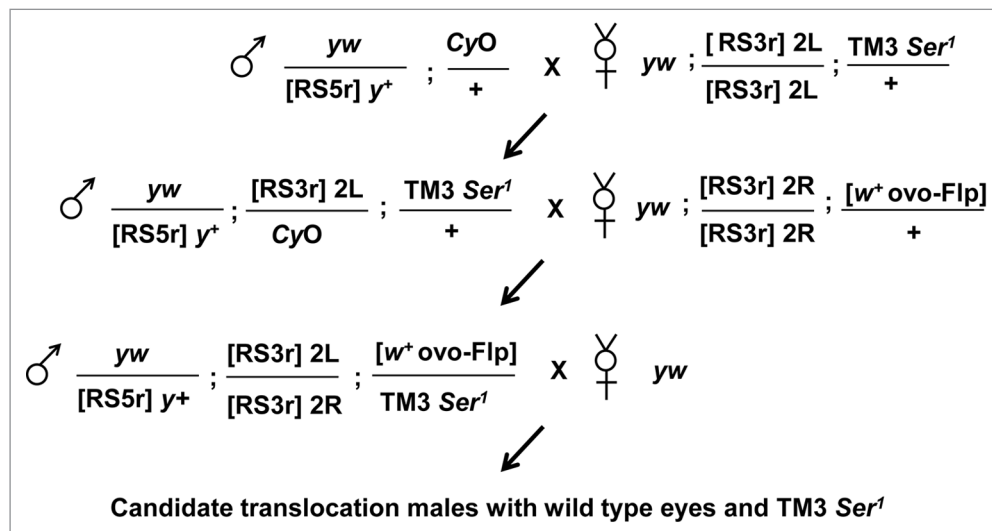 ♂ yw / [RS5r] y⁺ ; CyO / + X yw ; [ RS3r] 2L / [RS3r] 2L ; TM3 Ser¹ / +
♂ yw / [RS5r] y⁺ ; [RS3r] 2L / CyO ; TM3 Ser¹ / + X yw ; [RS3r] 2R / [RS3r] 2R ; [w⁺ ovo-Flp] / +
♂ yw / [RS5r] y+ ; [RS3r] 2L / [RS3r] 2R ; [w⁺ ovo-Flp] / TM3 Ser¹ X yw
Candidate translocation males with wild type eyes and TM3 Ser¹